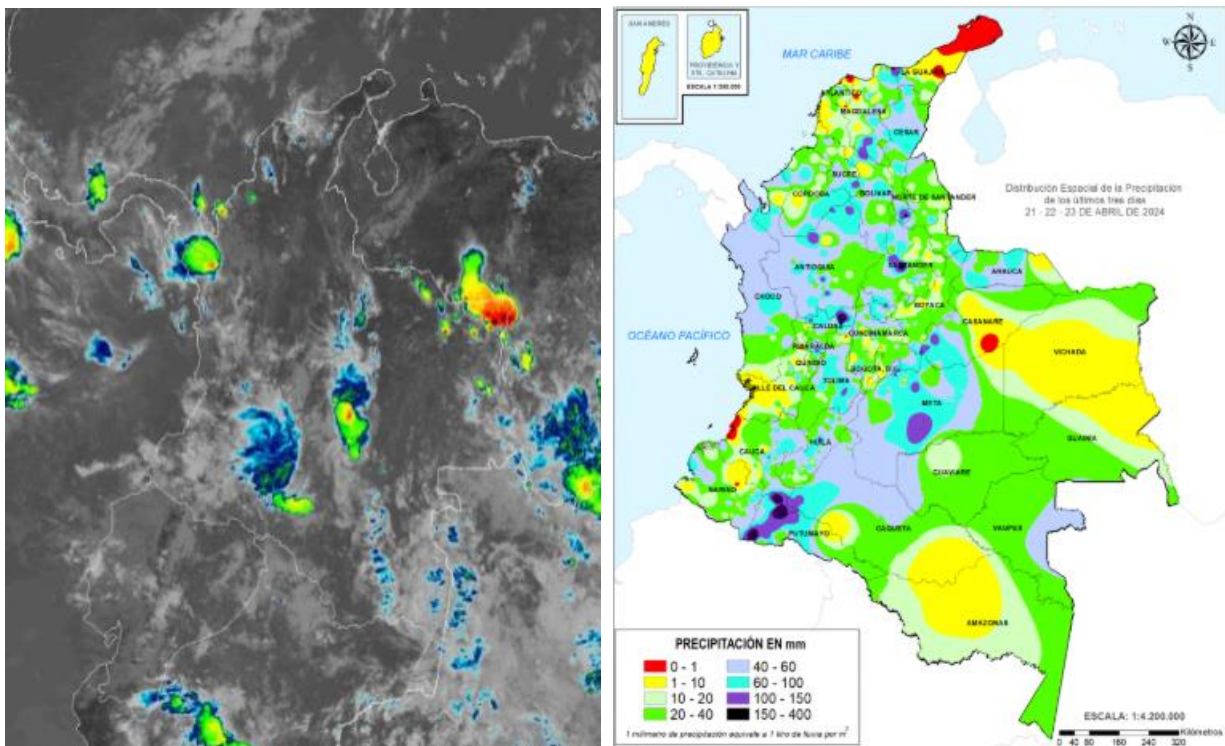 SAN ANDRES
PROVIDENCIA Y
STA. CATALINA
ESCALA 1:300.000
MAR CARIBE
N
W E
S
LA GUAJIRA
ATLANTICO
MAGDALENA
CESAR
SUCRE
CORDOBA
BOLIVAR
NORTE DE SANTANDER
Distribución Espacial de la Precipitación
de los últimos tres días
21 - 22 - 23 DE ABRIL DE 2024
ANTIOQUIA
SANTANDER
ARAUCA
CHOCO
BOYACA
CASANARE
OCÉANO PACÍFICO
CALDAS
CUNDINAMARCA
VICHADA
RISARALDA
QUINDIO
BOGOTA, D.C.
TOLIMA
VALLE DEL CAUCA
META
GUAINIA
HUILA
CAUCA
GUAVIARE
NARIÑO
PUTUMAYO
CAQUETA
VAUPES
AMAZONAS
PRECIPITACIÓN EN mm
0 - 1
1 - 10
10 - 20
20 - 40
40 - 60
60 - 100
100 - 150
150 - 400
1 milímetro de precipitación equivale a 1 litro de lluvia por m²
ESCALA: 1:4.200.000
Kilómetros
0 40 80 160 240 320